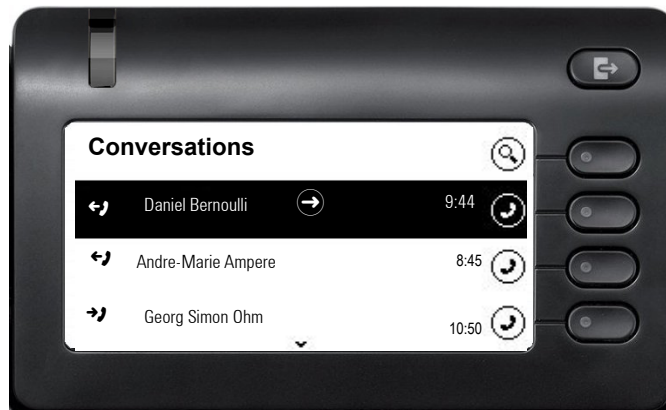 Conversations
Daniel Bernoulli 9:44
Andre-Marie Ampere 8:45
Georg Simon Ohm 10:50